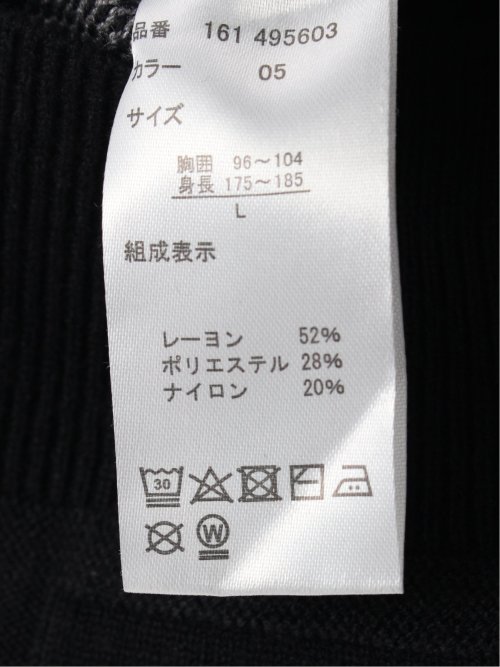 品番 161 495603
カラー 05
サイズ
胸囲 96～104
身長 175～185
L
組成表示
レーヨン 52%
ポリエステル 28%
ナイロン 20%
30
W